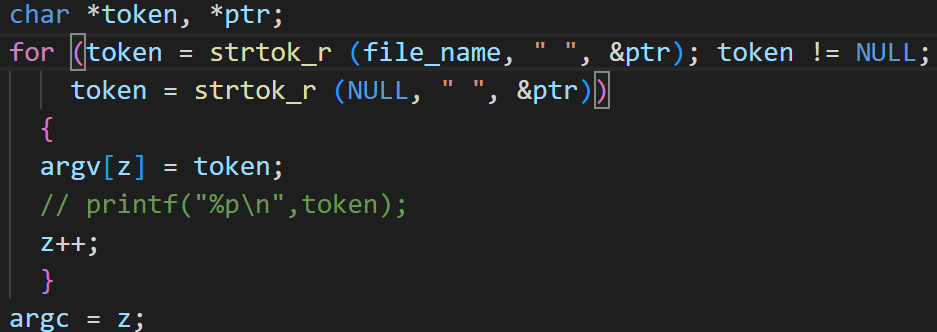 char *token, *ptr;
for (token = strtok_r (file_name, " ", &ptr); token != NULL;
token = strtok_r (NULL, " ", &ptr))
{
argv[z] = token;
// printf("%p\n",token);
z++;
}
argc = z;